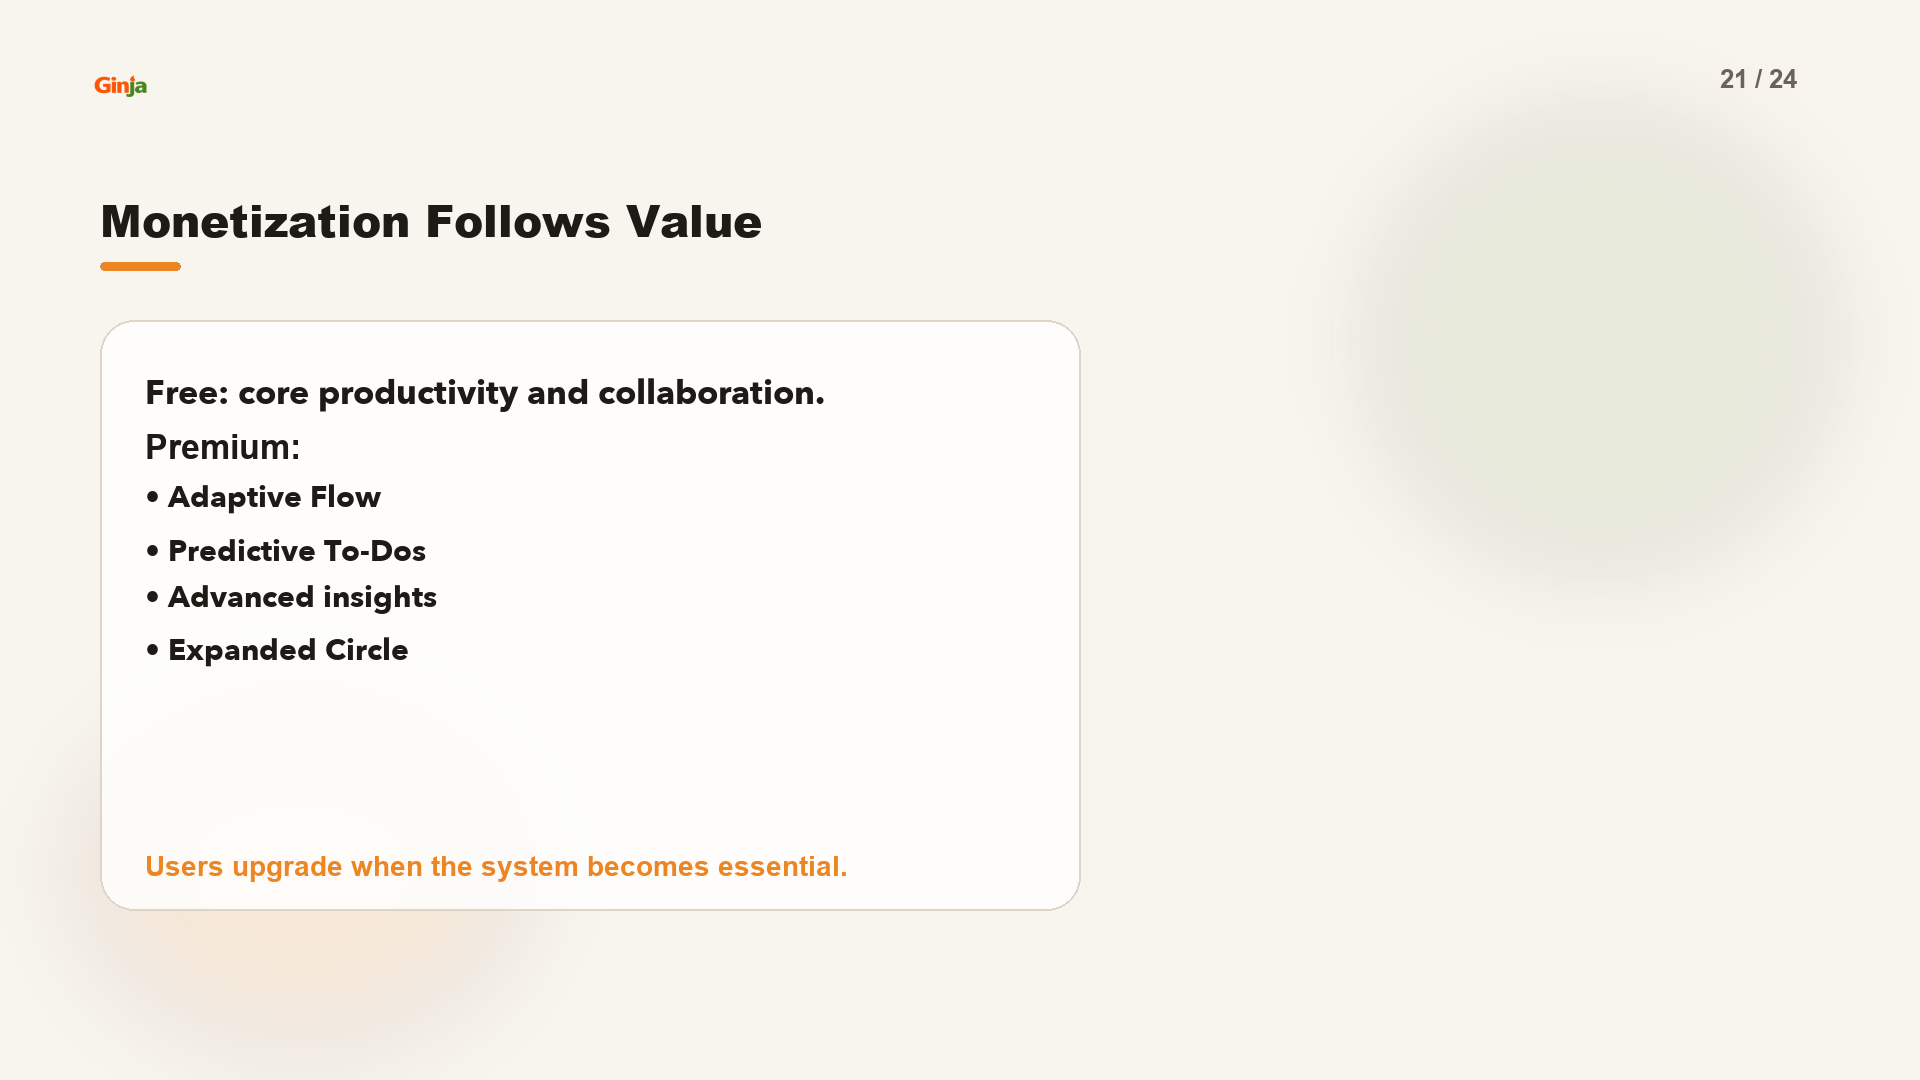 Ginja
21 / 24
Monetization Follows Value
Free: core productivity and collaboration.
Premium:
• Adaptive Flow
• Predictive To-Dos
• Advanced insights
• Expanded Circle
Users upgrade when the system becomes essential.